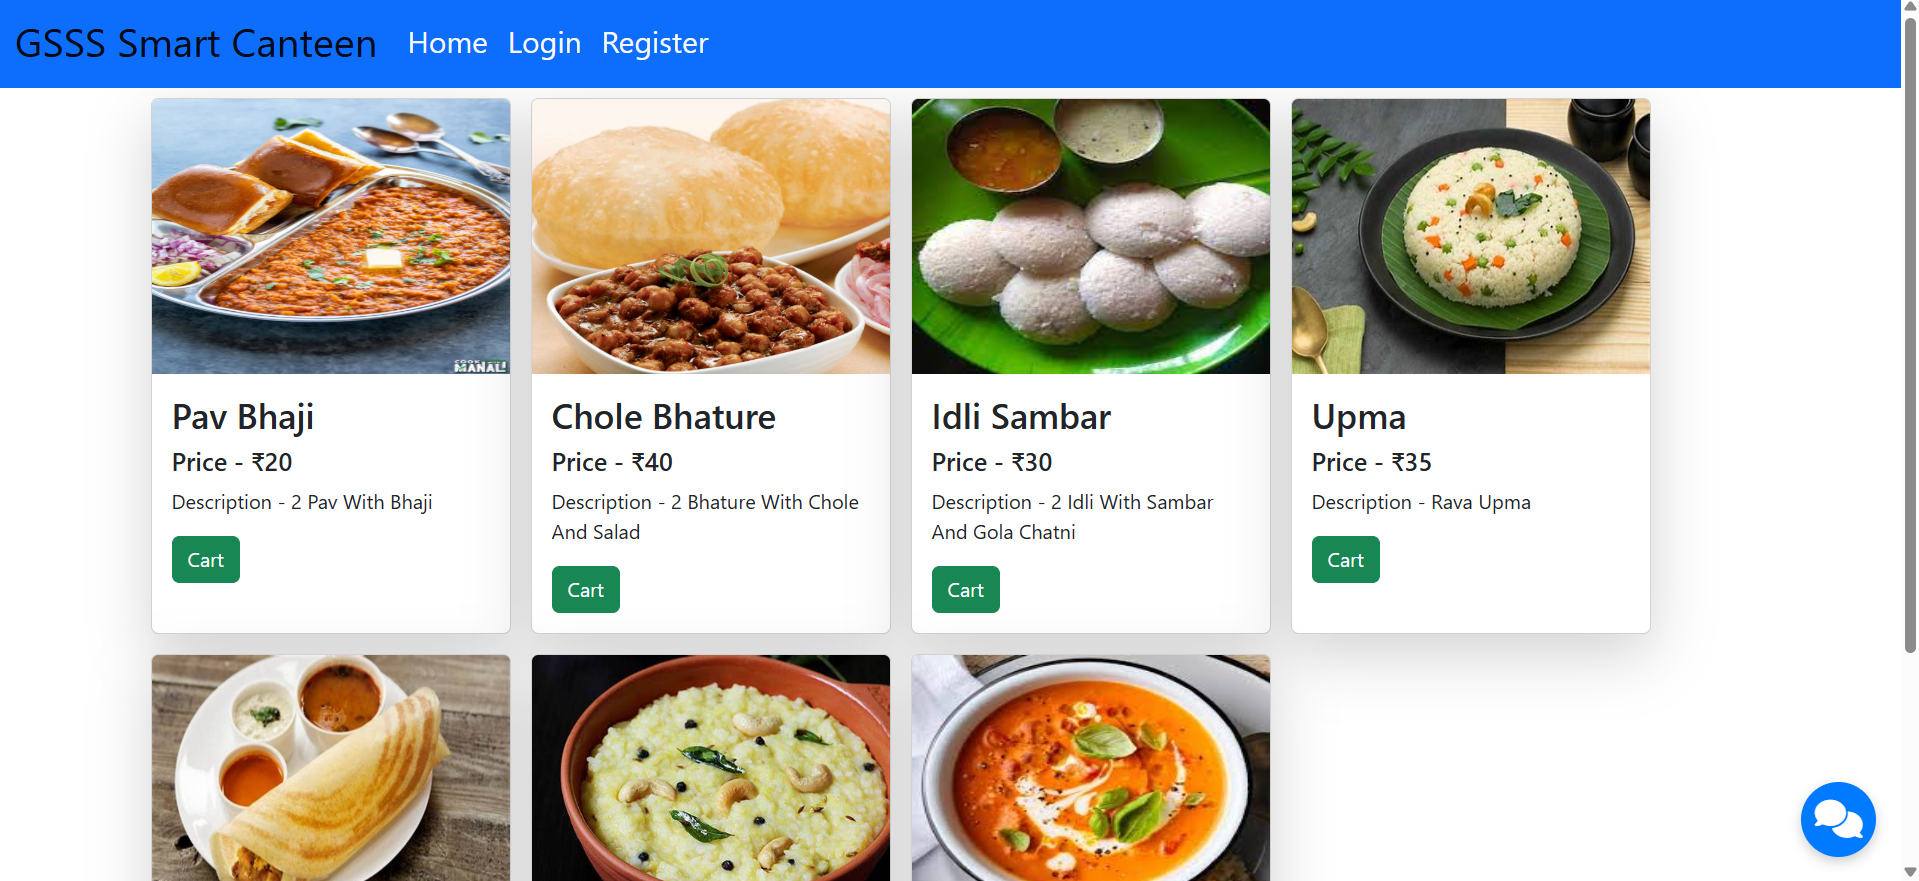 GSSS Smart Canteen Home Login Register
COOK WITH
MANALI
Pav Bhaji
Price - ₹20
Description - 2 Pav With Bhaji
Cart
Chole Bhature
Price - ₹40
Description - 2 Bhature With Chole
And Salad
Cart
Idli Sambar
Price - ₹30
Description - 2 Idli With Sambar
And Gola Chatni
Cart
Upma
Price - ₹35
Description - Rava Upma
Cart